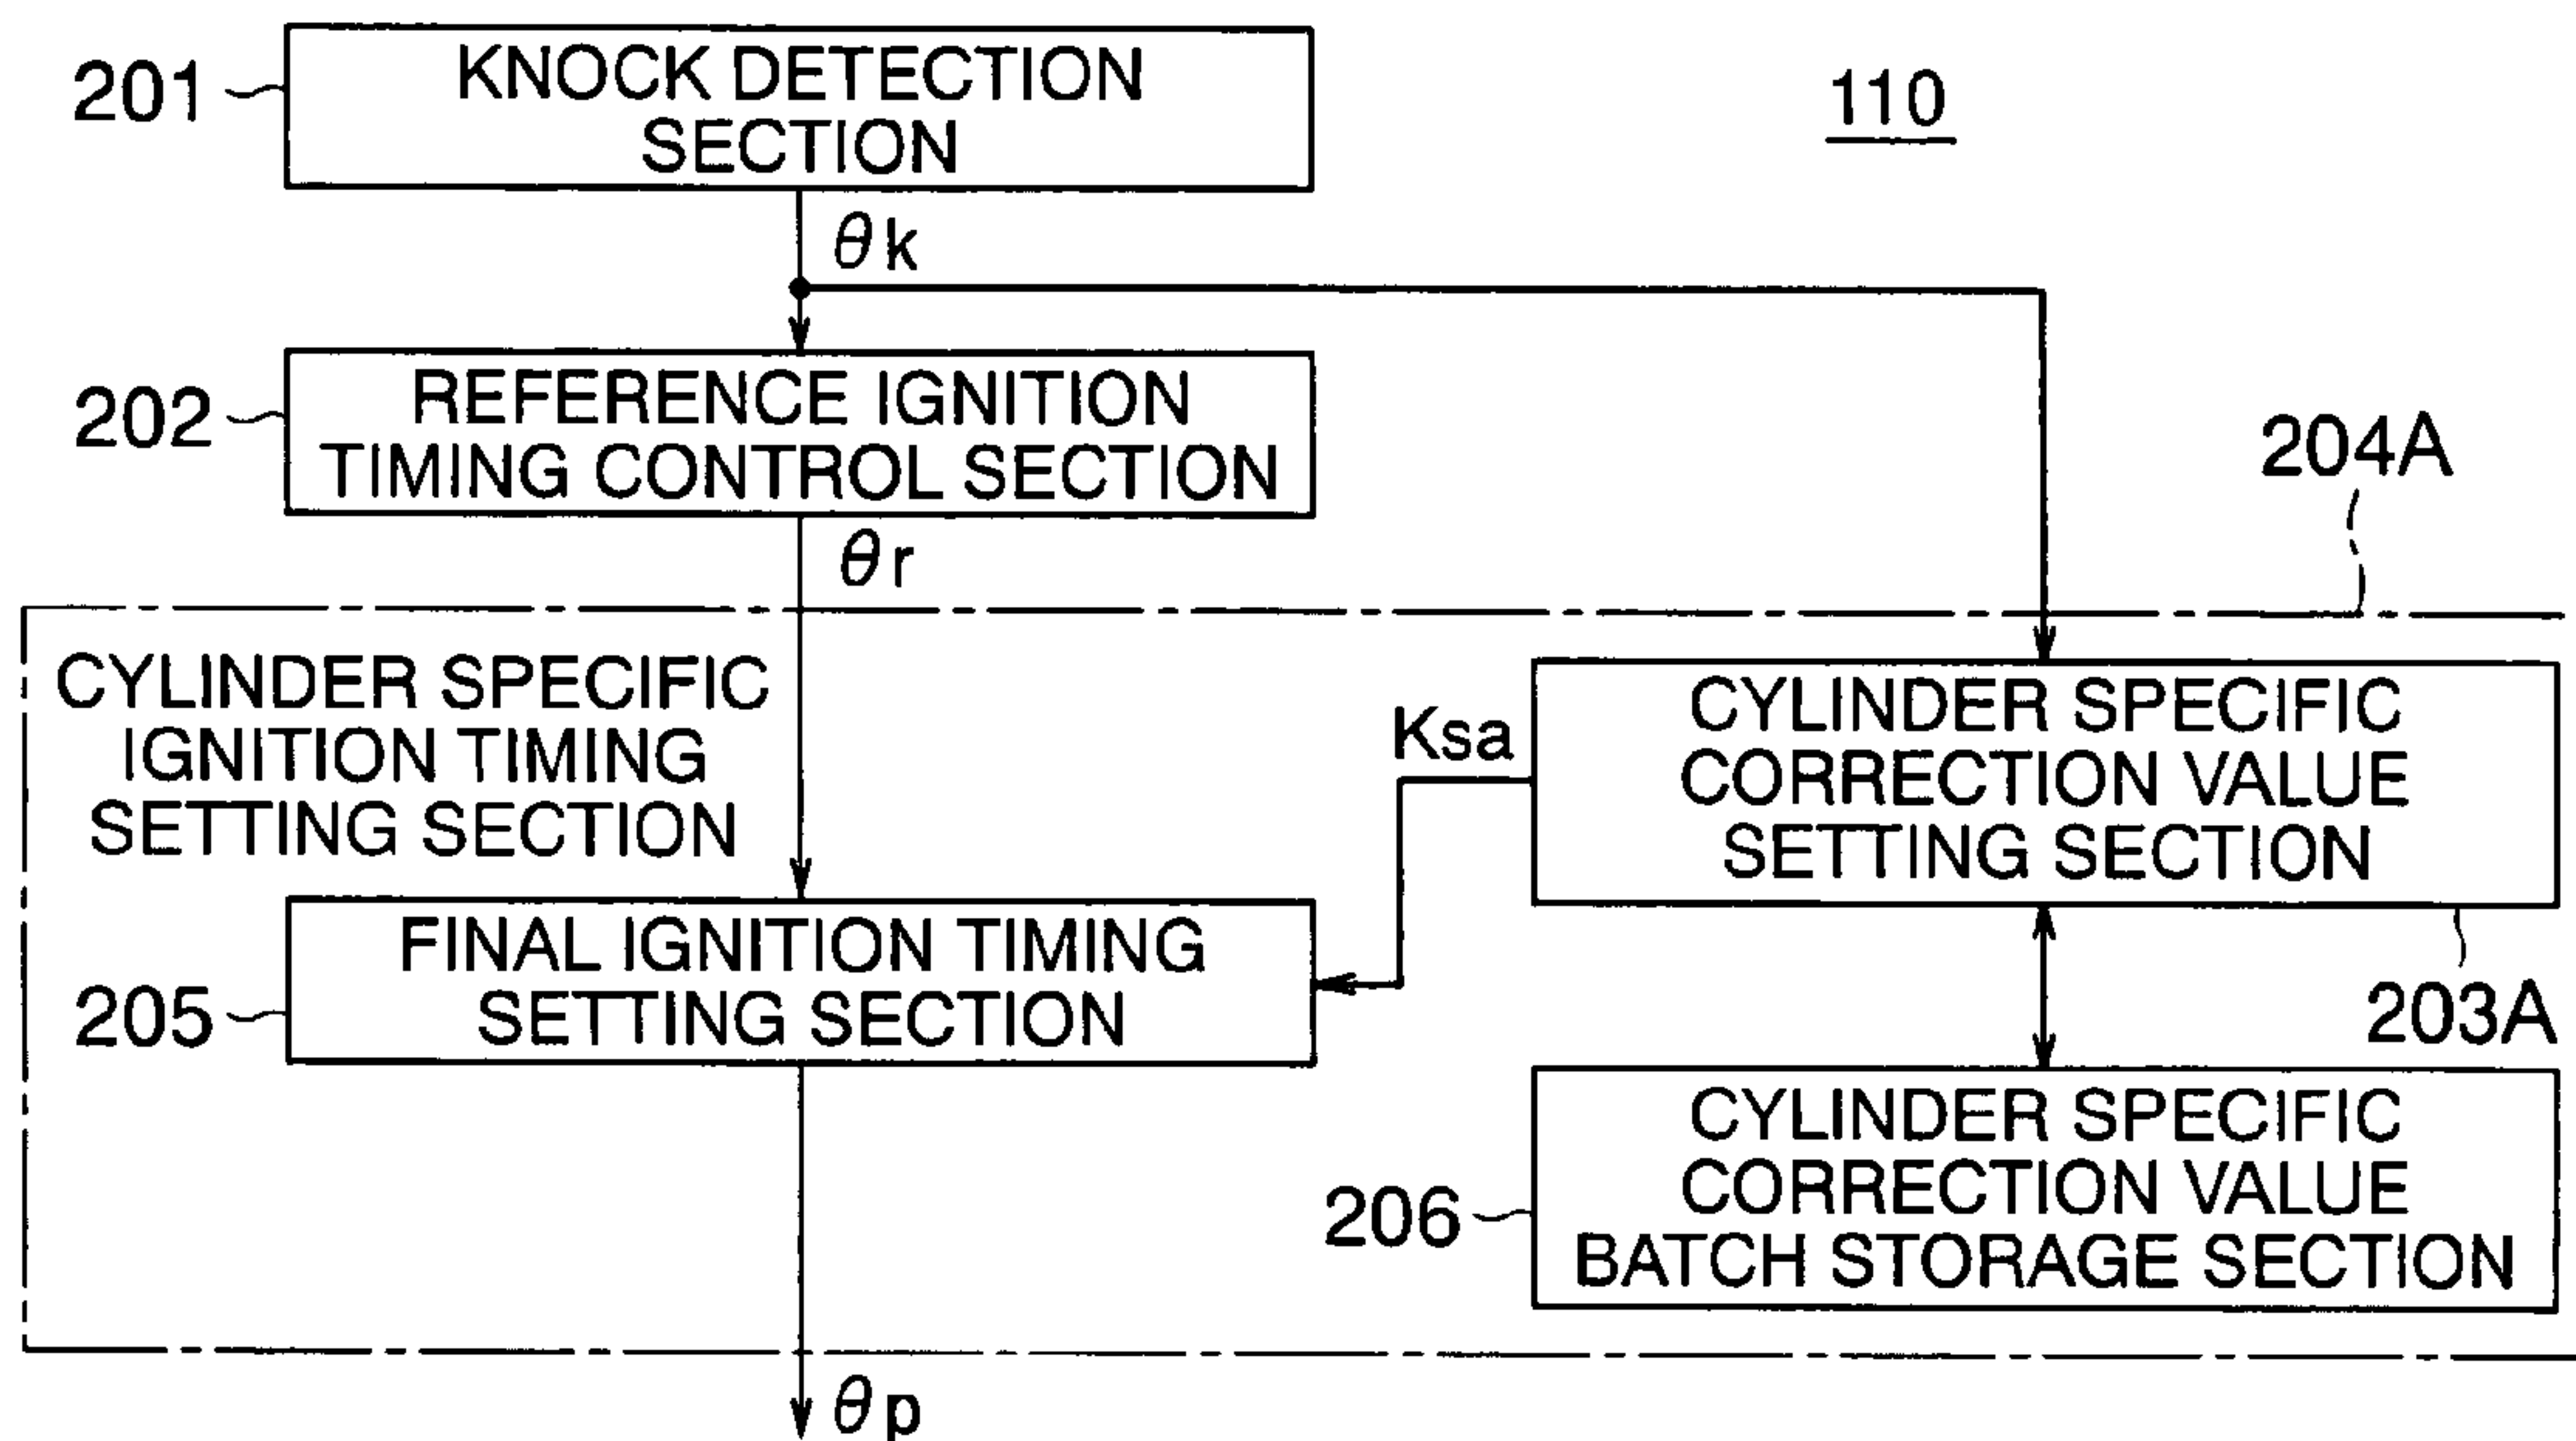 201
KNOCK DETECTION
SECTION
110
θk
202
REFERENCE IGNITION
TIMING CONTROL SECTION
204A
θr
CYLINDER SPECIFIC
IGNITION TIMING
SETTING SECTION
Ksa
CYLINDER SPECIFIC
CORRECTION VALUE
SETTING SECTION
203A
205
FINAL IGNITION TIMING
SETTING SECTION
206
CYLINDER SPECIFIC
CORRECTION VALUE
BATCH STORAGE SECTION
θp